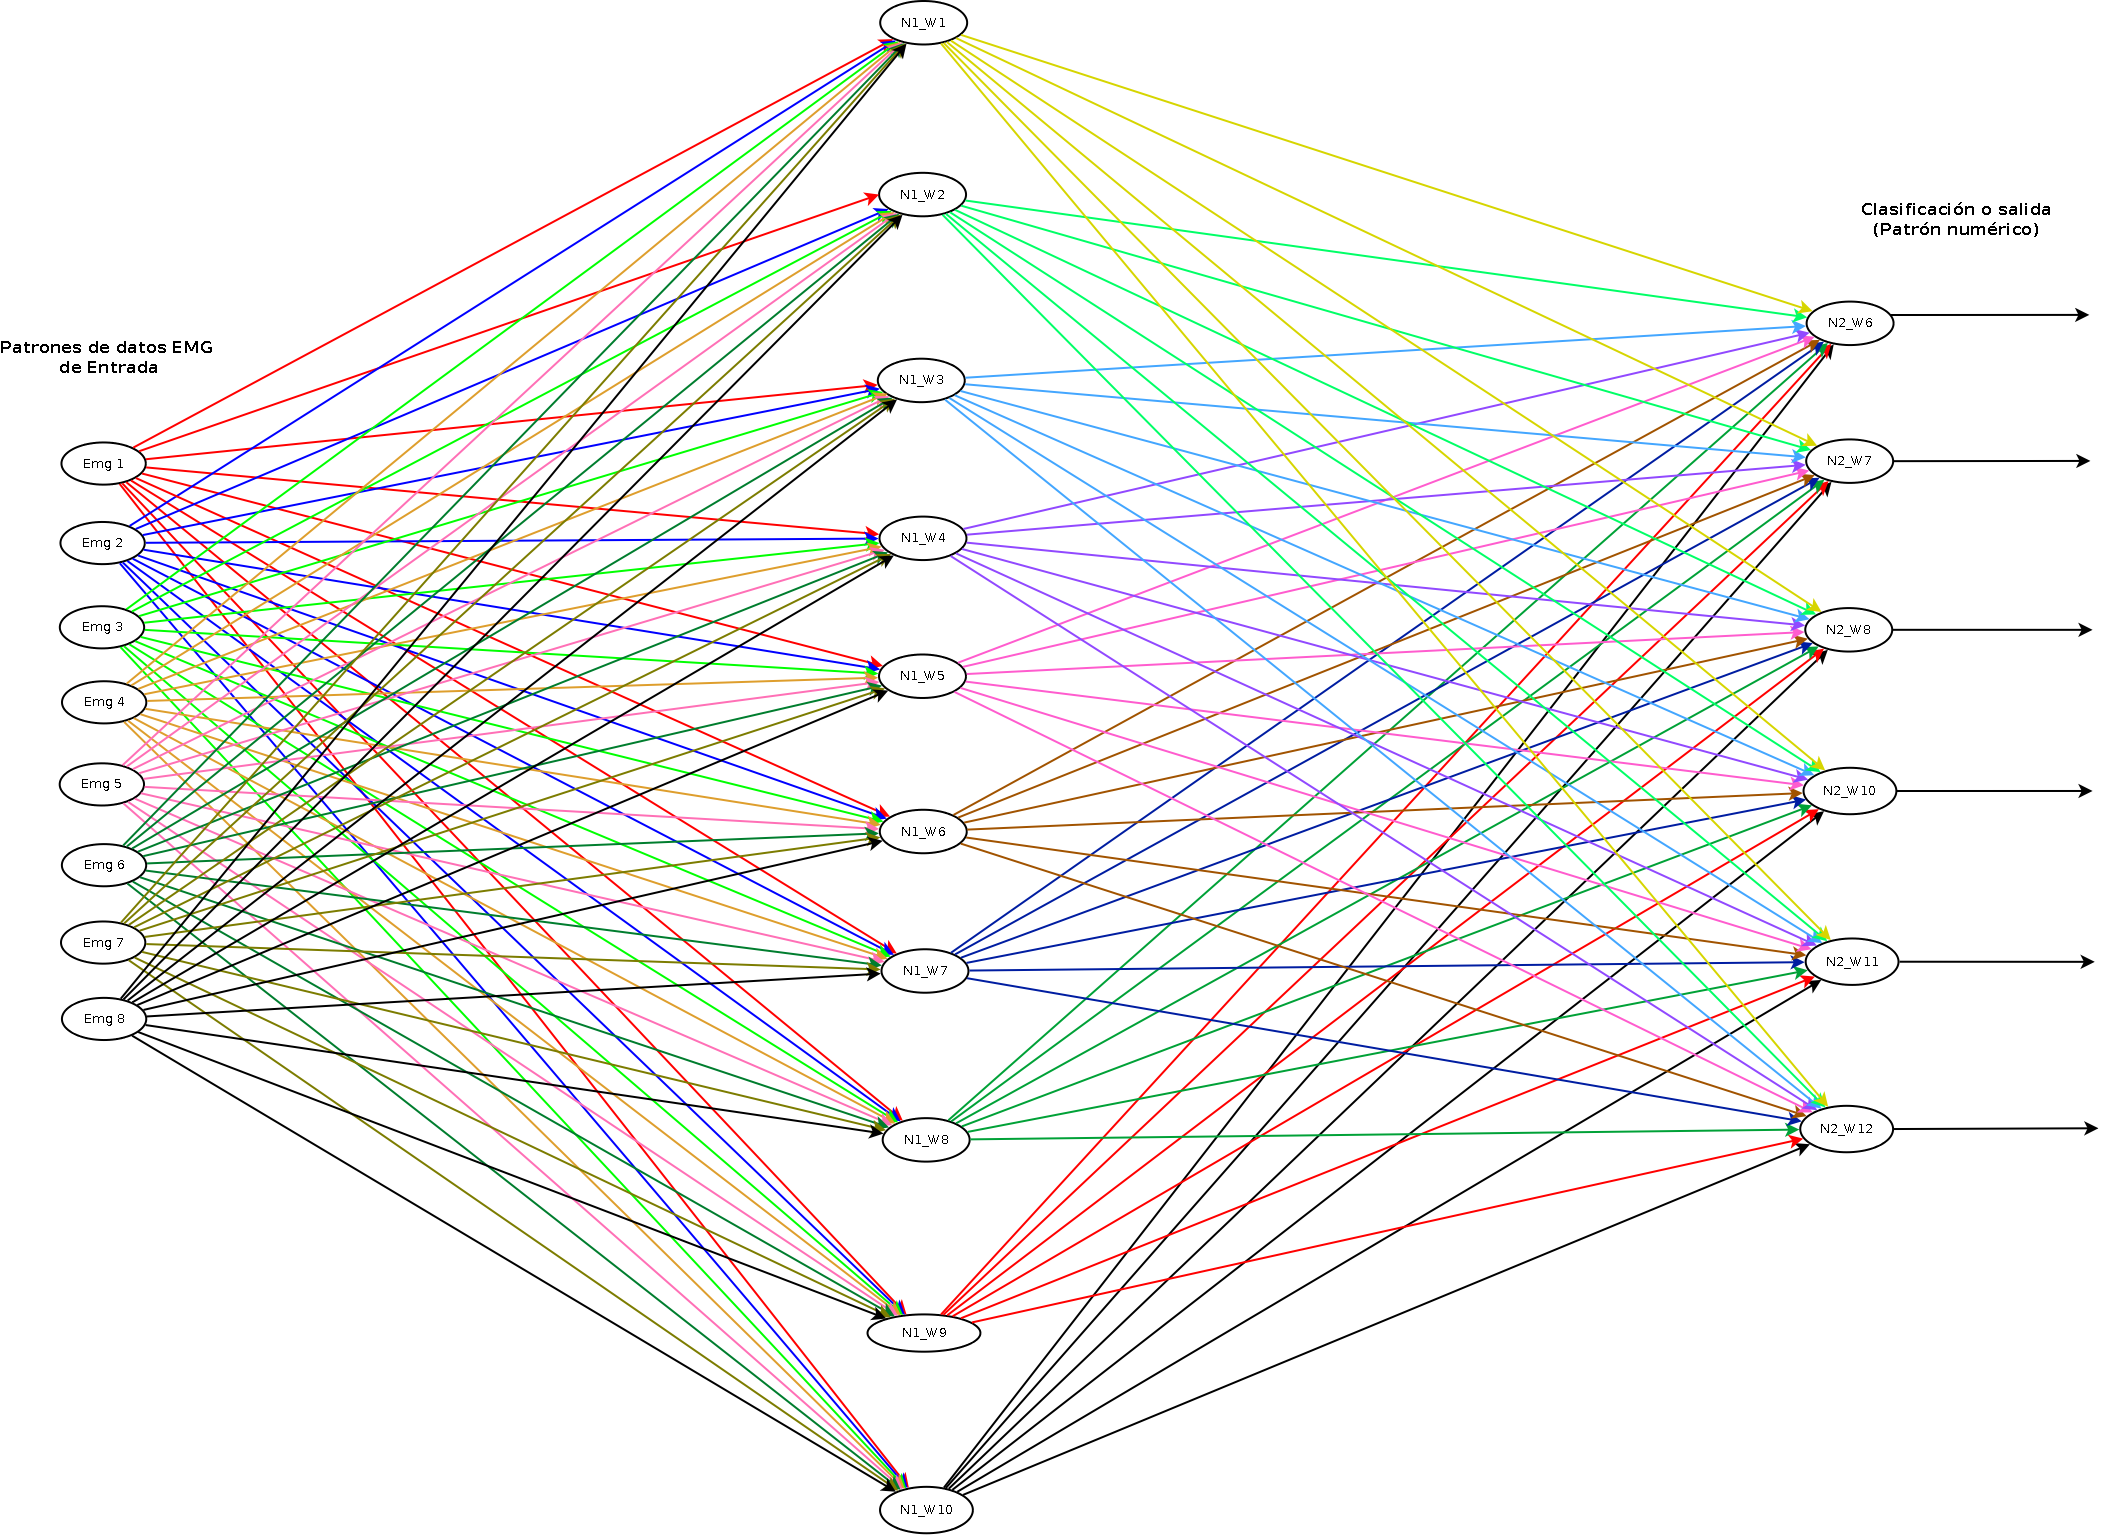 Patrones de datos EMG
de Entrada
Emg 1
Emg 2
Emg 3
Emg 4
Emg 5
Emg 6
Emg 7
Emg 8
N1_W1
N1_W2
N1_W3
N1_W4
N1_W5
N1_W6
N1_W7
N1_W8
N1_W9
N1_W10
Clasificación o salida
(Patrón numérico)
N2_W6
N2_W7
N2_W8
N2_W10
N2_W11
N2_W12